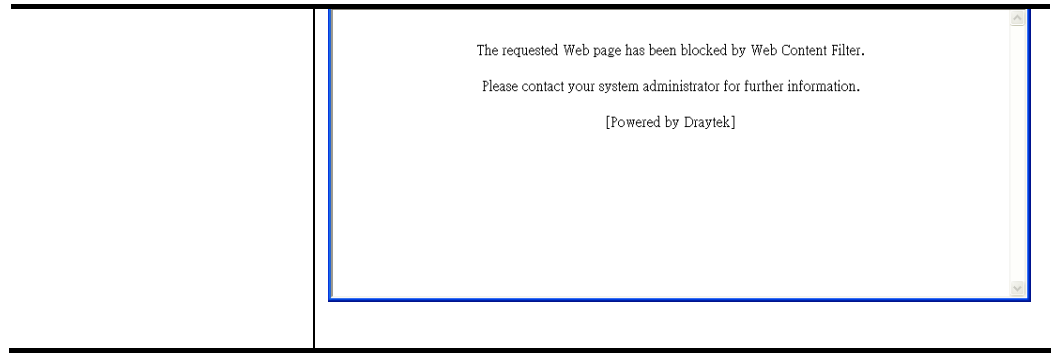 The requested Web page has been blocked by Web Content Filter.
Please contact your system administrator for further information.
[Powered by Draytek]